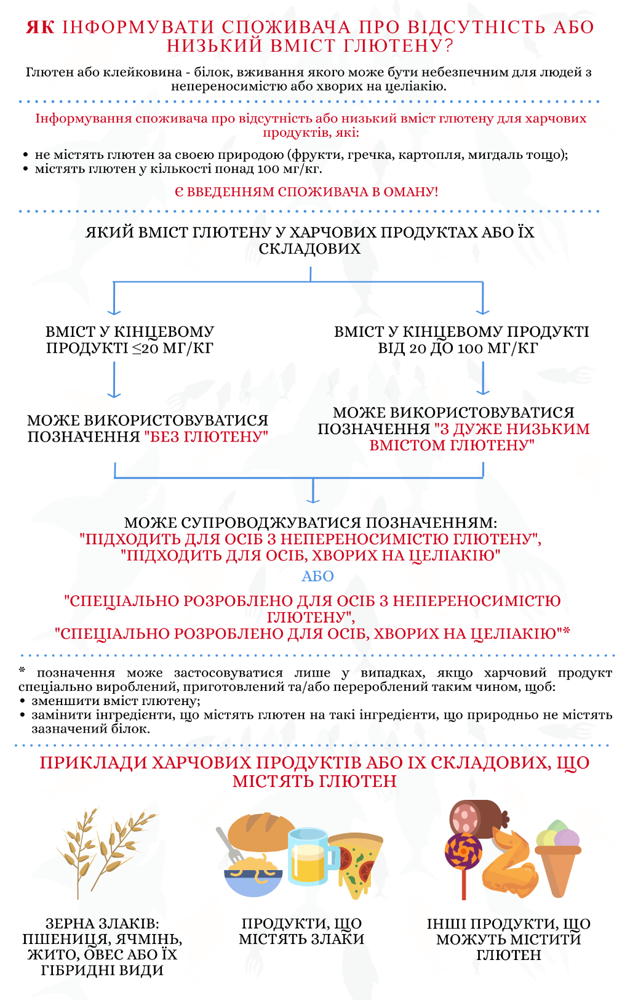 ЯК ІНФОРМУВАТИ СПОЖИВАЧА ПРО ВІДСУТНІСТЬ АБО
НИЗЬКИЙ ВМІСТ ГЛЮТЕНУ?
Глютен або клейковина - білок, вживання якого може бути небезпечним для людей з
непереносимістю або хворих на целіакію.
Інформування споживача про відсутність або низький вміст глютену для харчових
продуктів, які:
• не містять глютен за своєю природою (фрукти, гречка, картопля, мигдаль тощо);
• містять глютен у кількості понад 100 мг/кг.
Є ВВЕДЕННЯМ СПОЖИВАЧА В ОМАНУ!
ЯКИЙ ВМІСТ ГЛЮТЕНУ У ХАРЧОВИХ ПРОДУКТАХ АБО ЇХ
СКЛАДОВИХ
ВМІСТ У КІНЦЕВОМУ
ПРОДУКТІ ≤20 МГ/КГ
ВМІСТ У КІНЦЕВОМУ ПРОДУКТІ
ВІД 20 ДО 100 МГ/КГ
МОЖЕ ВИКОРИСТОВУВАТИСЯ
ПОЗНАЧЕННЯ "БЕЗ ГЛЮТЕНУ"
МОЖЕ ВИКОРИСТОВУВАТИСЯ
ПОЗНАЧЕННЯ "З ДУЖЕ НИЗЬКИМ
ВМІСТОМ ГЛЮТЕНУ"
МОЖЕ СУПРОВОДЖУВАТИСЯ ПОЗНАЧЕННЯМ:
"ПІДХОДИТЬ ДЛЯ ОСІБ З НЕПЕРЕНОСИМІСТЮ ГЛЮТЕНУ",
"ПІДХОДИТЬ ДЛЯ ОСІБ, ХВОРИХ НА ЦЕЛІАКІЮ"
АБО
"СПЕЦІАЛЬНО РОЗРОБЛЕНО ДЛЯ ОСІБ З НЕПЕРЕНОСИМІСТЮ
ГЛЮТЕНУ",
"СПЕЦІАЛЬНО РОЗРОБЛЕНО ДЛЯ ОСІБ, ХВОРИХ НА ЦЕЛІАКІЮ"*
* позначення може застосовуватися лише у випадках, якщо харчовий продукт
спеціально вироблений, приготовлений та/або перероблений таким чином, щоб:
• зменшити вміст глютену;
• замінити інгредієнти, що містять глютен на такі інгредієнти, що природньо не містять
зазначений білок.
ПРИКЛАДИ ХАРЧОВИХ ПРОДУКТІВ АБО ІХ СКЛАДОВИХ, ЩО
МІСТЯТЬ ГЛЮТЕН
ЗЕРНА ЗЛАКІВ:
ПШЕНИЦЯ, ЯЧМІНЬ,
ЖИТО, ОВЕС АБО ЇХ
ГІБРИДНІ ВИДИ
ПРОДУКТИ, ЩО
МІСТЯТЬ ЗЛАКИ
ІНШІ ПРОДУКТИ, ЩО
МОЖУТЬ МІСТИТИ
ГЛЮТЕН